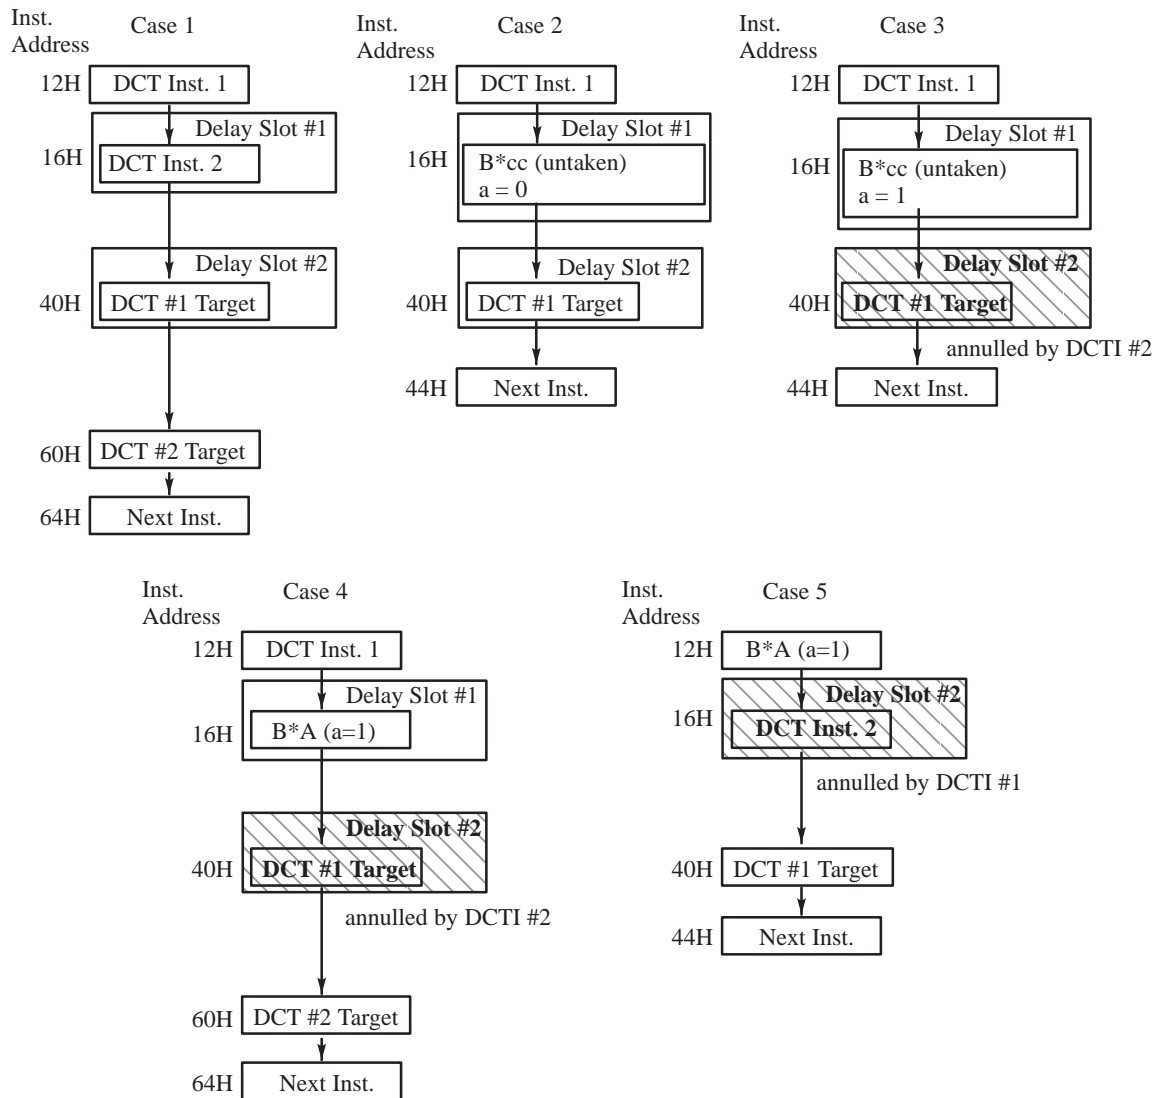 Inst.
Address
Case 1
12H
DCT Inst. 1
Delay Slot #1
16H
DCT Inst. 2
Delay Slot #2
40H
DCT #1 Target
60H
DCT #2 Target
64H
Next Inst.
Inst.
Address
Case 2
12H
DCT Inst. 1
Delay Slot #1
16H
B*cc (untaken)
a = 0
Delay Slot #2
40H
DCT #1 Target
44H
Next Inst.
Inst.
Address
Case 3
12H
DCT Inst. 1
Delay Slot #1
16H
B*cc (untaken)
a = 1
Delay Slot #2
40H
DCT #1 Target
annulled by DCTI #2
44H
Next Inst.
Inst.
Address
Case 4
12H
DCT Inst. 1
Delay Slot #1
16H
B*A (a=1)
Delay Slot #2
40H
DCT #1 Target
annulled by DCTI #2
60H
DCT #2 Target
64H
Next Inst.
Inst.
Address
Case 5
12H
B*A (a=1)
Delay Slot #2
16H
DCT Inst. 2
annulled by DCTI #1
40H
DCT #1 Target
44H
Next Inst.